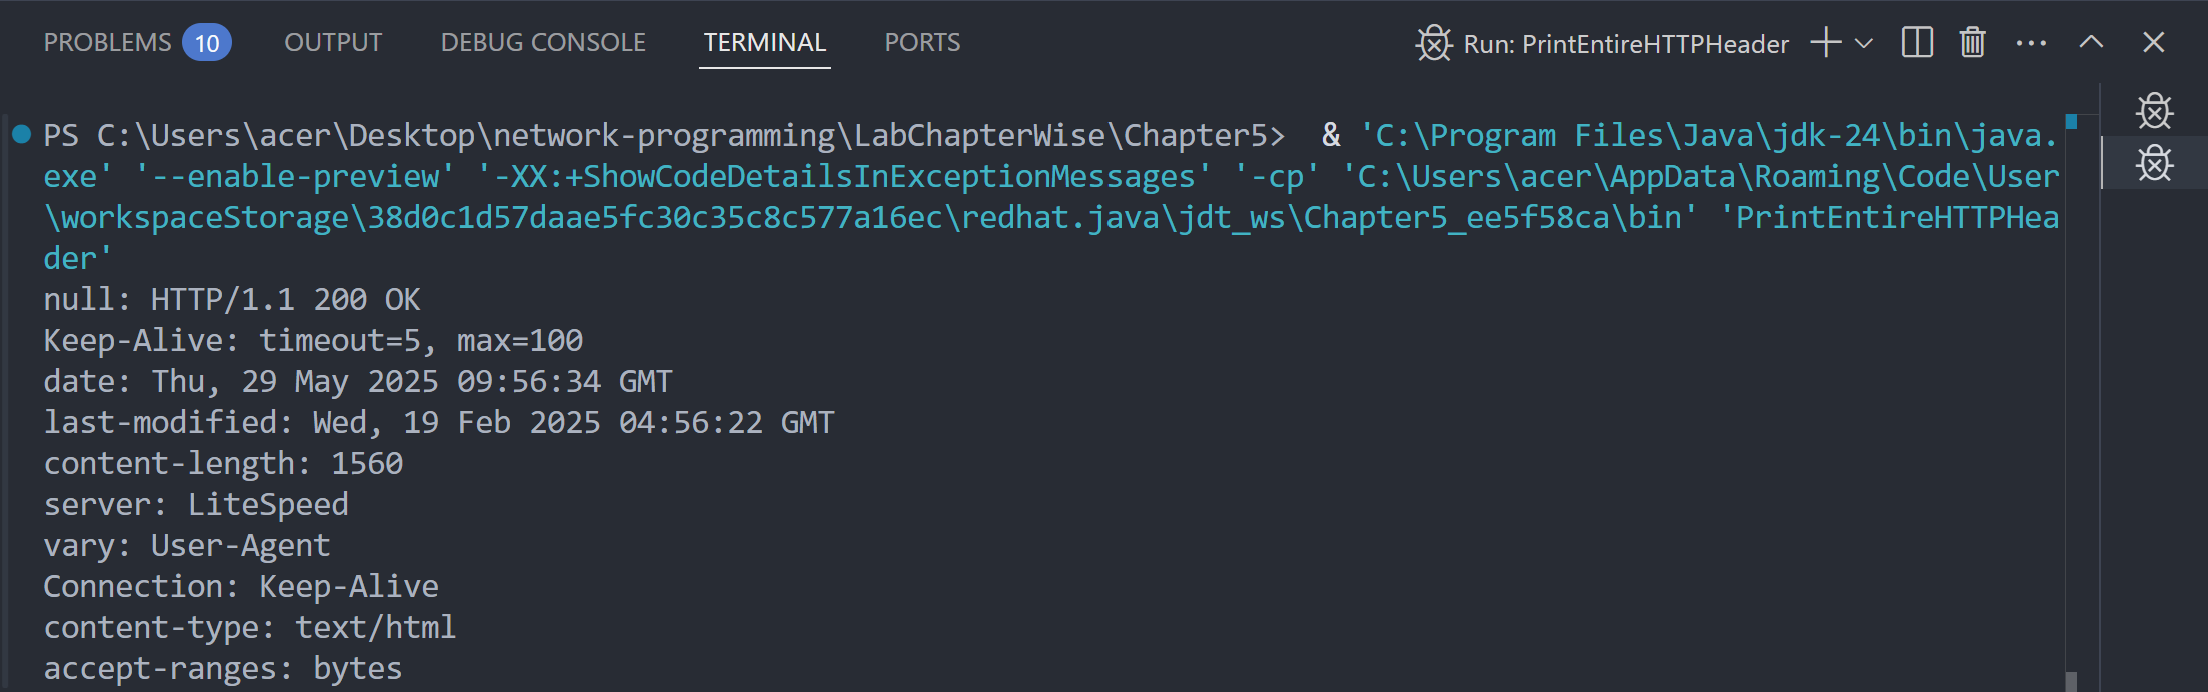 PROBLEMS 10 OUTPUT DEBUG CONSOLE TERMINAL PORTS Run: PrintEntireHTTPHeader
PS C:\Users\acer\Desktop\network-programming\LabChapterWise\Chapter5>  & 'C:\Program Files\Java\jdk-24\bin\java.
exe' '--enable-preview' '-XX:+ShowCodeDetailsInExceptionMessages' '-cp' 'C:\Users\acer\AppData\Roaming\Code\User
\workspaceStorage\38d0c1d57daae5fc30c35c8c577a16ec\redhat.java\jdt_ws\Chapter5_ee5f58ca\bin' 'PrintEntireHTTPHea
der'
null: HTTP/1.1 200 OK
Keep-Alive: timeout=5, max=100
date: Thu, 29 May 2025 09:56:34 GMT
last-modified: Wed, 19 Feb 2025 04:56:22 GMT
content-length: 1560
server: LiteSpeed
vary: User-Agent
Connection: Keep-Alive
content-type: text/html
accept-ranges: bytes